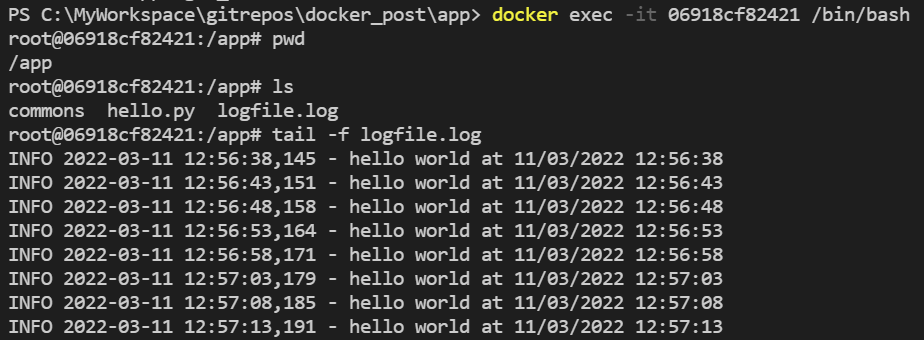 PS C:\MyWorkspace\gitrepos\docker_post\app> docker exec -it 06918cf82421 /bin/bash
root@06918cf82421:/app# pwd
/app
root@06918cf82421:/app# ls
commons  hello.py  logfile.log
root@06918cf82421:/app# tail -f logfile.log
INFO 2022-03-11 12:56:38,145 - hello world at 11/03/2022 12:56:38
INFO 2022-03-11 12:56:43,151 - hello world at 11/03/2022 12:56:43
INFO 2022-03-11 12:56:48,158 - hello world at 11/03/2022 12:56:48
INFO 2022-03-11 12:56:53,164 - hello world at 11/03/2022 12:56:53
INFO 2022-03-11 12:56:58,171 - hello world at 11/03/2022 12:56:58
INFO 2022-03-11 12:57:03,179 - hello world at 11/03/2022 12:57:03
INFO 2022-03-11 12:57:08,185 - hello world at 11/03/2022 12:57:08
INFO 2022-03-11 12:57:13,191 - hello world at 11/03/2022 12:57:13